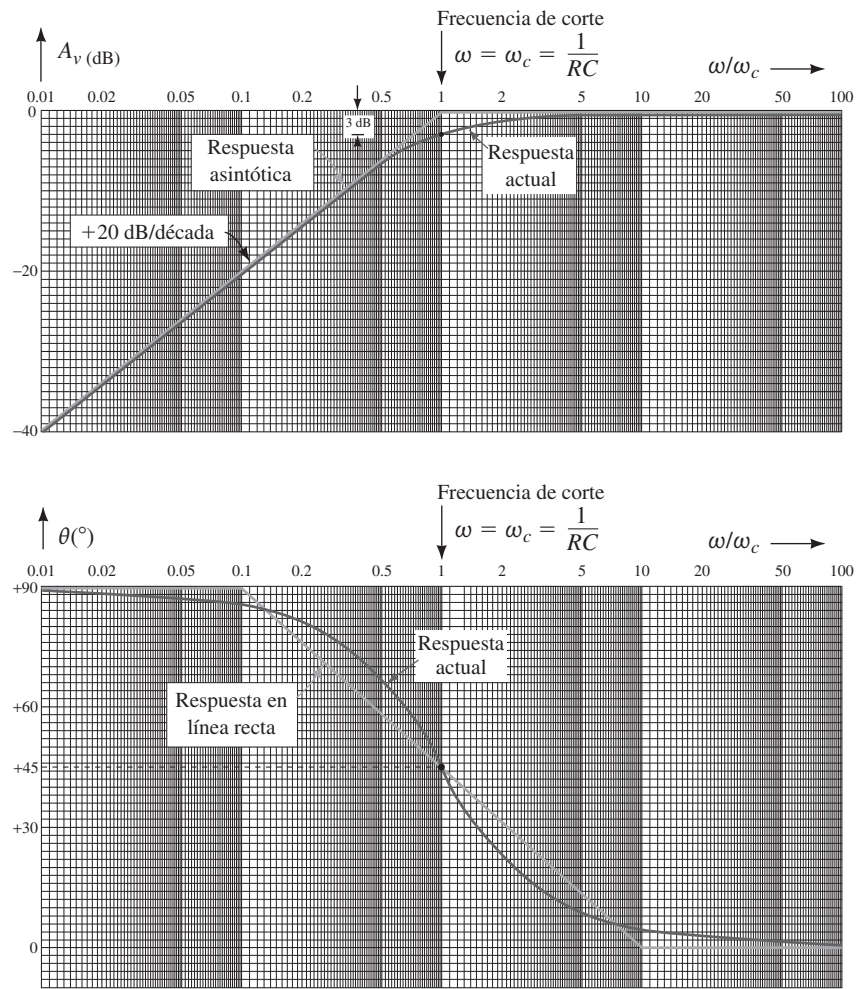 Frecuencia de corte
A_v (dB)
ω = ω_c = 1/RC
ω/ω_c
0.01 0.02 0.05 0.1 0.2 0.5 1 2 5 10 20 50 100
0
3 dB
Respuesta
asintótica
Respuesta
actual
+20 dB/década
–20
–40
Frecuencia de corte
θ(°)
ω = ω_c = 1/RC
ω/ω_c
0.01 0.02 0.05 0.1 0.2 0.5 1 2 5 10 20 50 100
+90
Respuesta
actual
Respuesta en
línea recta
+60
+45
+30
0